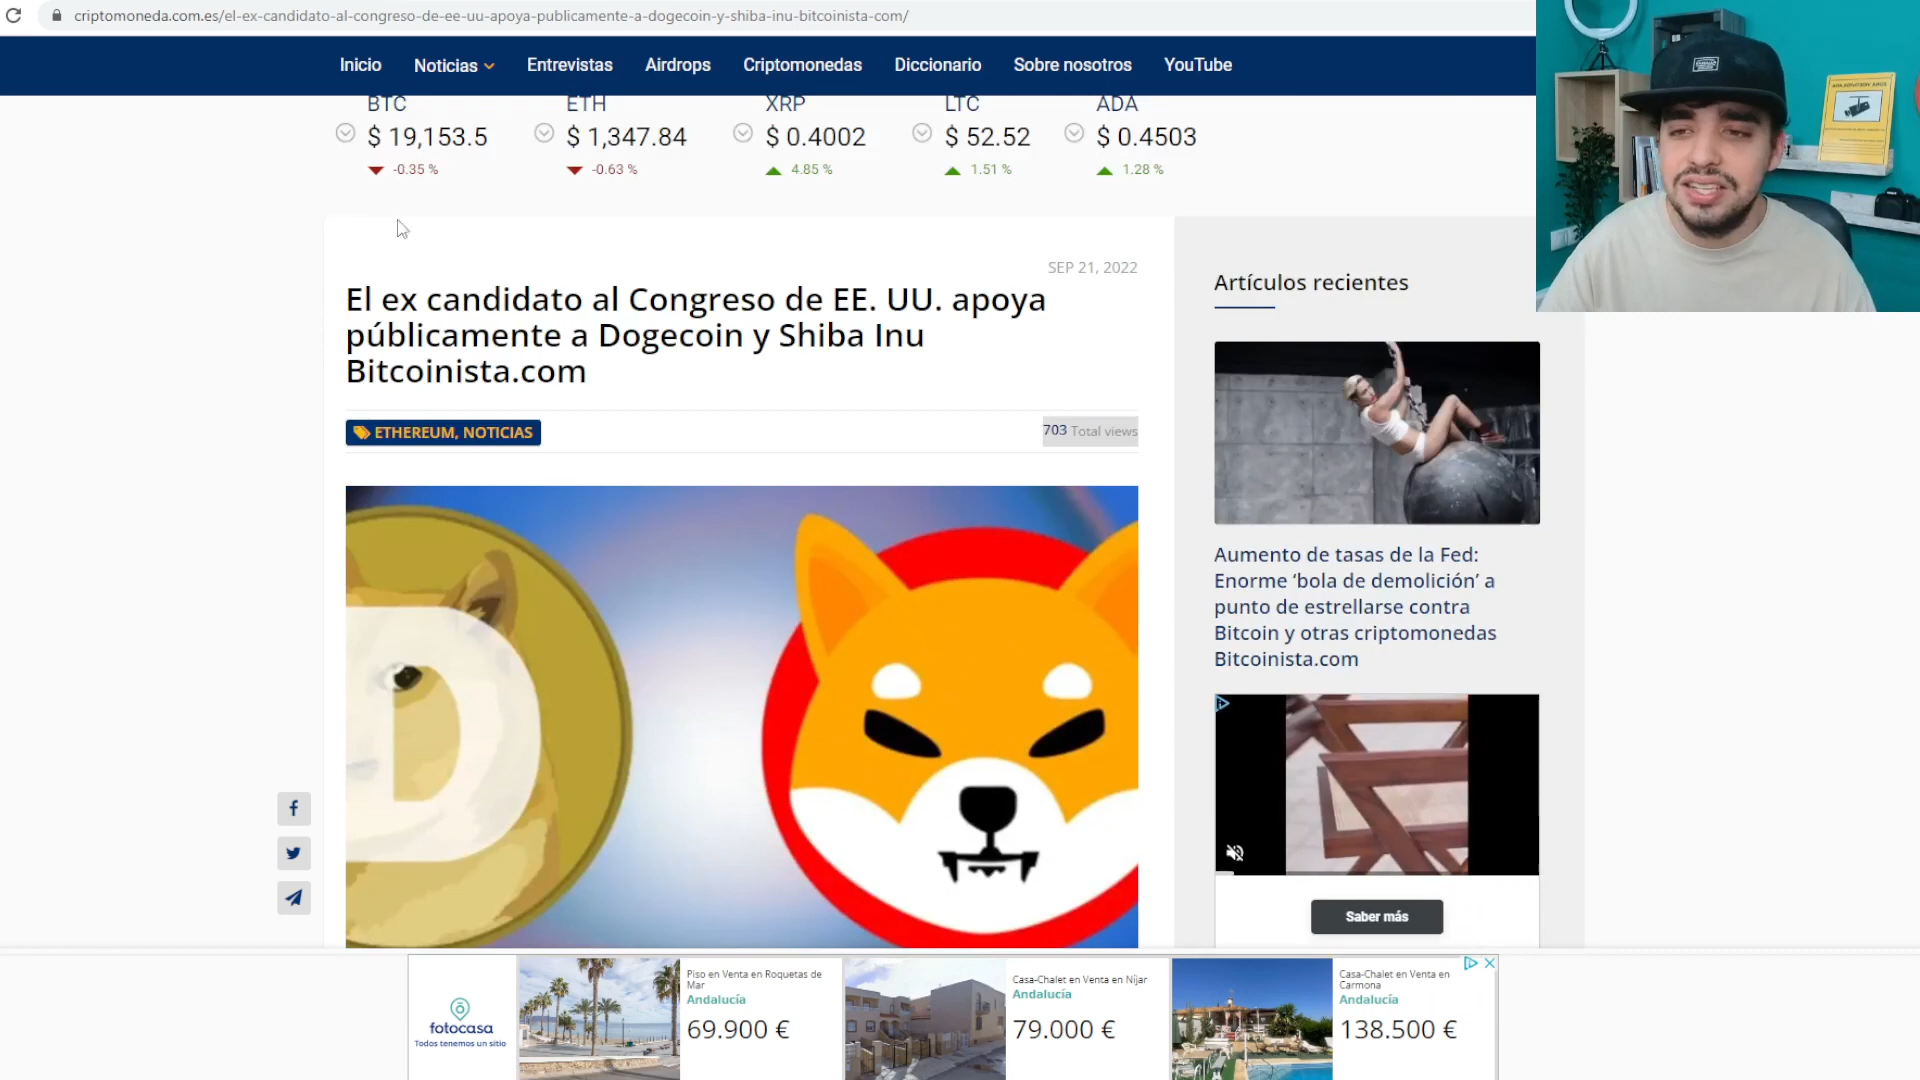 criptomoneda.com.es/el-ex-candidato-al-congreso-de-ee-uu-apoya-publicamente-a-dogecoin-y-shiba-inu-bitcoinista-com/
Inicio Noticias Entrevistas Airdrops Criptomonedas Diccionario Sobre nosotros YouTube
BTC ETH XRP LTC ADA
$ 19,153.5 $ 1,347.84 $ 0.4002 $ 52.52 $ 0.4503
-0.35 % -0.63 % 4.85 % 1.51 % 1.28 %
SEP 21, 2022
El ex candidato al Congreso de EE. UU. apoya
públicamente a Dogecoin y Shiba Inu
Bitcoinista.com
ETHEREUM, NOTICIAS
703 Total views
D
Artículos recientes
Aumento de tasas de la Fed:
Enorme ‘bola de demolición’ a
punto de estrellarse contra
Bitcoin y otras criptomonedas
Bitcoinista.com
Saber más
fotocasa
Todos tenemos un sitio
Piso en Venta en Roquetas de
Mar
Andalucía
69.900 €
Casa-Chalet en Venta en Níjar
Andalucía
79.000 €
Casa-Chalet en Venta en
Carmona
Andalucía
138.500 €